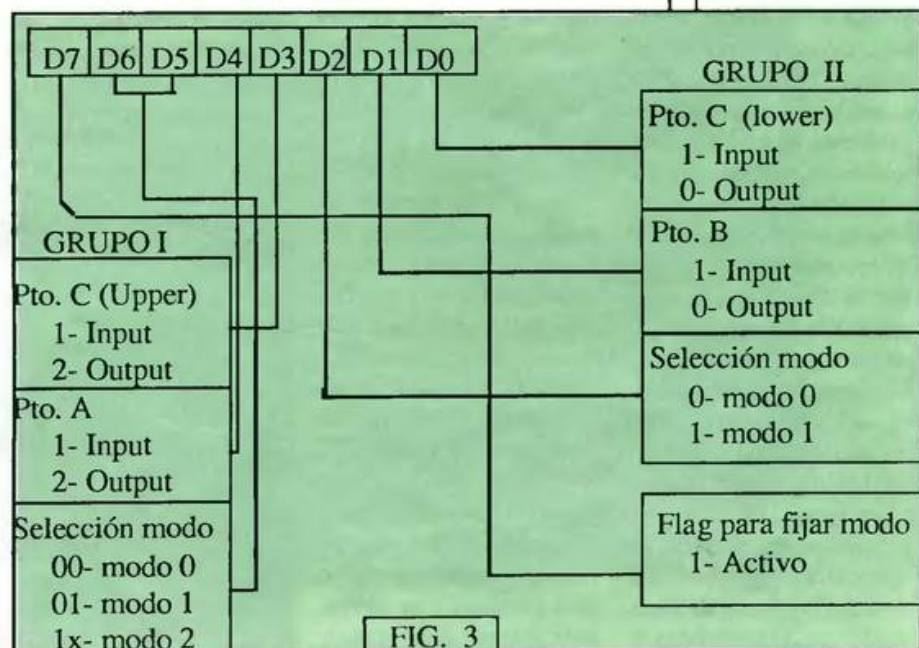 D7 D6 D5 D4 D3 D2 D1 D0
GRUPO I
Pto. C (Upper)
1- Input
2- Output
Pto. A
1- Input
2- Output
Selección modo
00- modo 0
01- modo 1
1x- modo 2
GRUPO II
Pto. C (lower)
1- Input
0- Output
Pto. B
1- Input
0- Output
Selección modo
0- modo 0
1- modo 1
Flag para fijar modo
1- Activo
FIG. 3